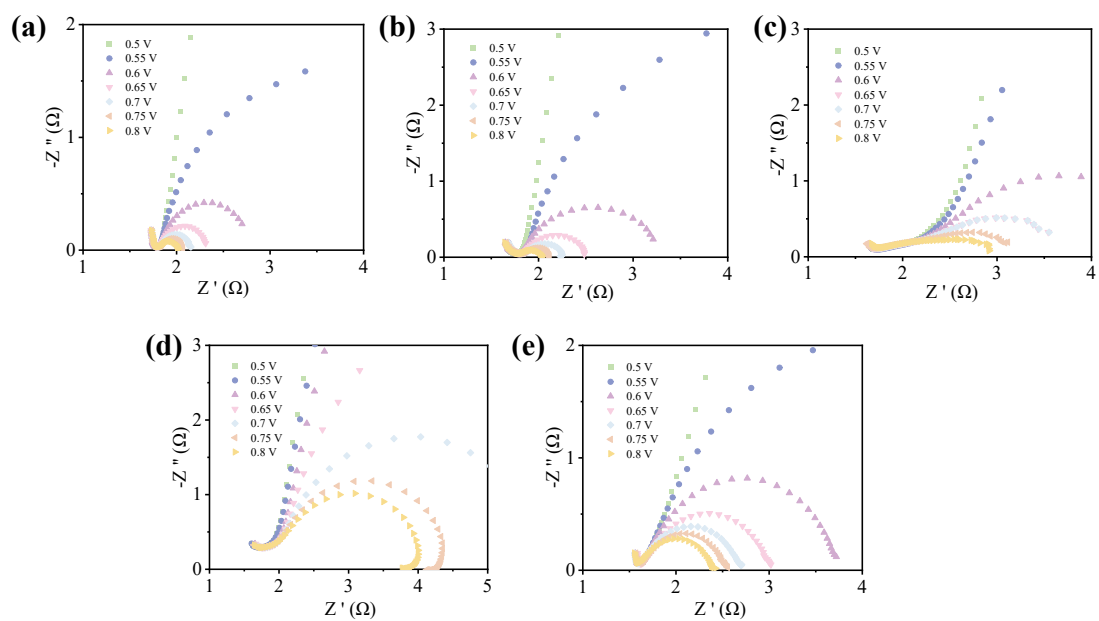 (a)
2
1
0
-Z '' (Ω)
0.5 V
0.55 V
0.6 V
0.65 V
0.7 V
0.75 V
0.8 V
1 2 3 4
Z ' (Ω)
(b)
3
2
1
0
-Z '' (Ω)
0.5 V
0.55 V
0.6 V
0.65 V
0.7 V
0.75 V
0.8 V
1 2 3 4
Z ' (Ω)
(c)
3
2
1
0
-Z '' (Ω)
0.5 V
0.55 V
0.6 V
0.65 V
0.7 V
0.75 V
0.8 V
1 2 3 4
Z ' (Ω)
(d)
3
2
1
0
-Z '' (Ω)
0.5 V
0.55 V
0.6 V
0.65 V
0.7 V
0.75 V
0.8 V
1 2 3 4 5
Z ' (Ω)
(e)
2
1
0
-Z '' (Ω)
0.5 V
0.55 V
0.6 V
0.65 V
0.7 V
0.75 V
0.8 V
1 2 3 4
Z ' (Ω)